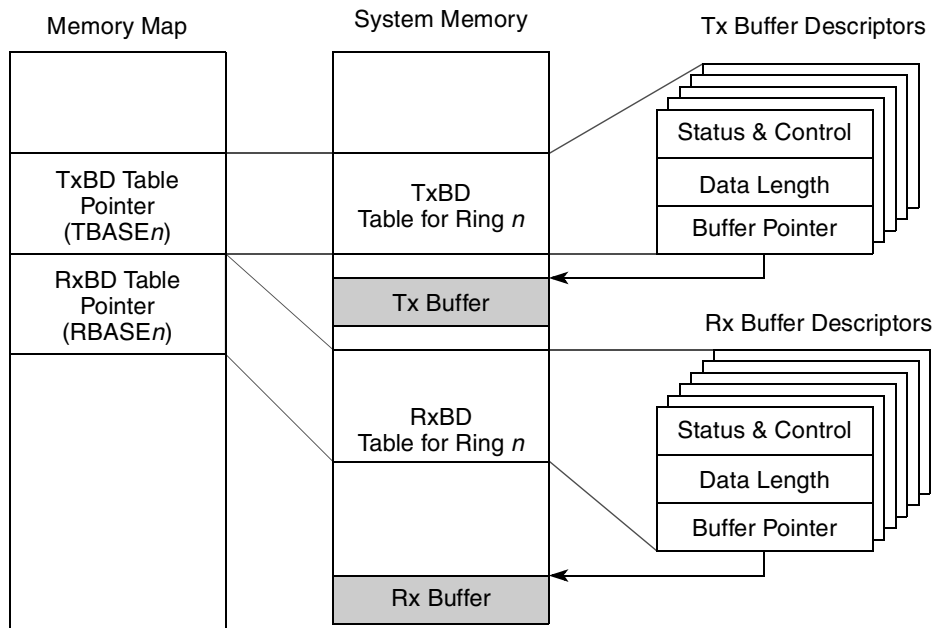 Memory Map
System Memory
Tx Buffer Descriptors
TxBD Table
Pointer
(TBASEn)
RxBD Table
Pointer
(RBASEn)
TxBD
Table for Ring n
Tx Buffer
RxBD
Table for Ring n
Rx Buffer
Status & Control
Data Length
Buffer Pointer
Rx Buffer Descriptors
Status & Control
Data Length
Buffer Pointer